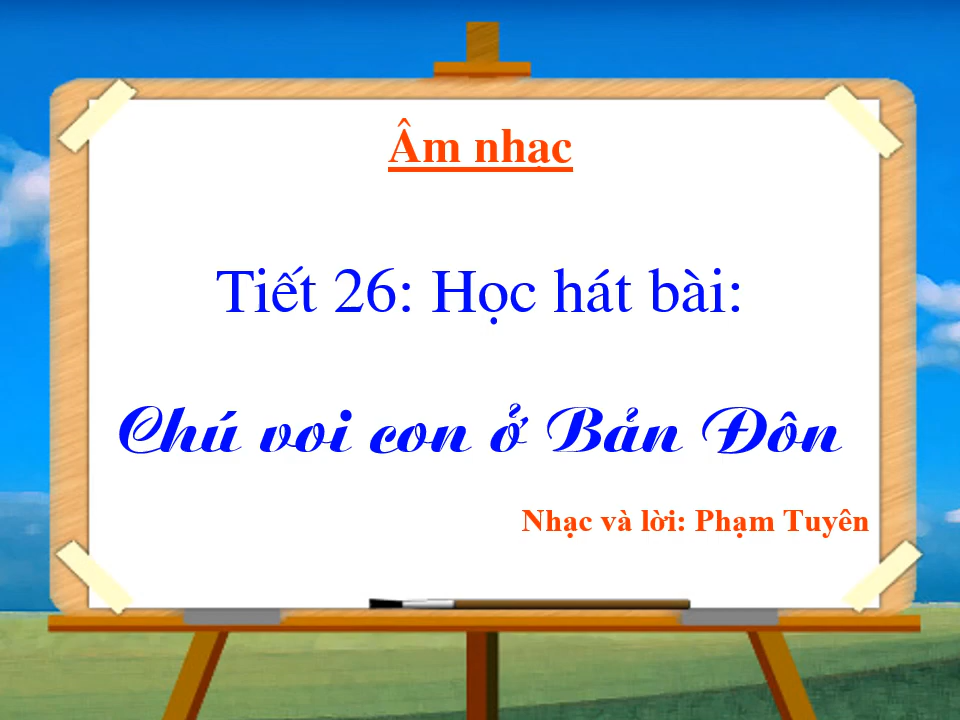 Âm nhạc
Tiết 26: Học hát bài:
Chú voi con ở Bản Đôn
Nhạc và lời: Phạm Tuyên